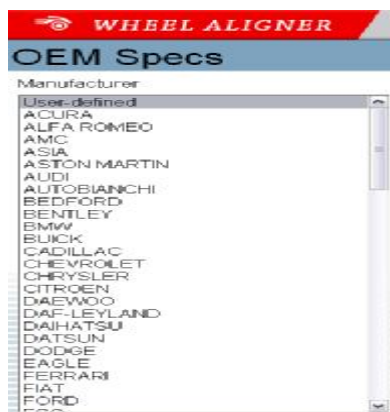 WHEEL ALIGNER
OEM Specs
Manufacturer
User-defined
ACURA
ALFA ROMEO
AMC
ASIA
ASTON MARTIN
AUDI
AUTOBIANCHI
BEDFORD
BENTLEY
BMW
BUICK
CADILLAC
CHEVROLET
CHRYSLER
CITROEN
DAEWOO
DAF-LEYLAND
DAIHATSU
DATSUN
DODGE
EAGLE
FERRARI
FIAT
FORD